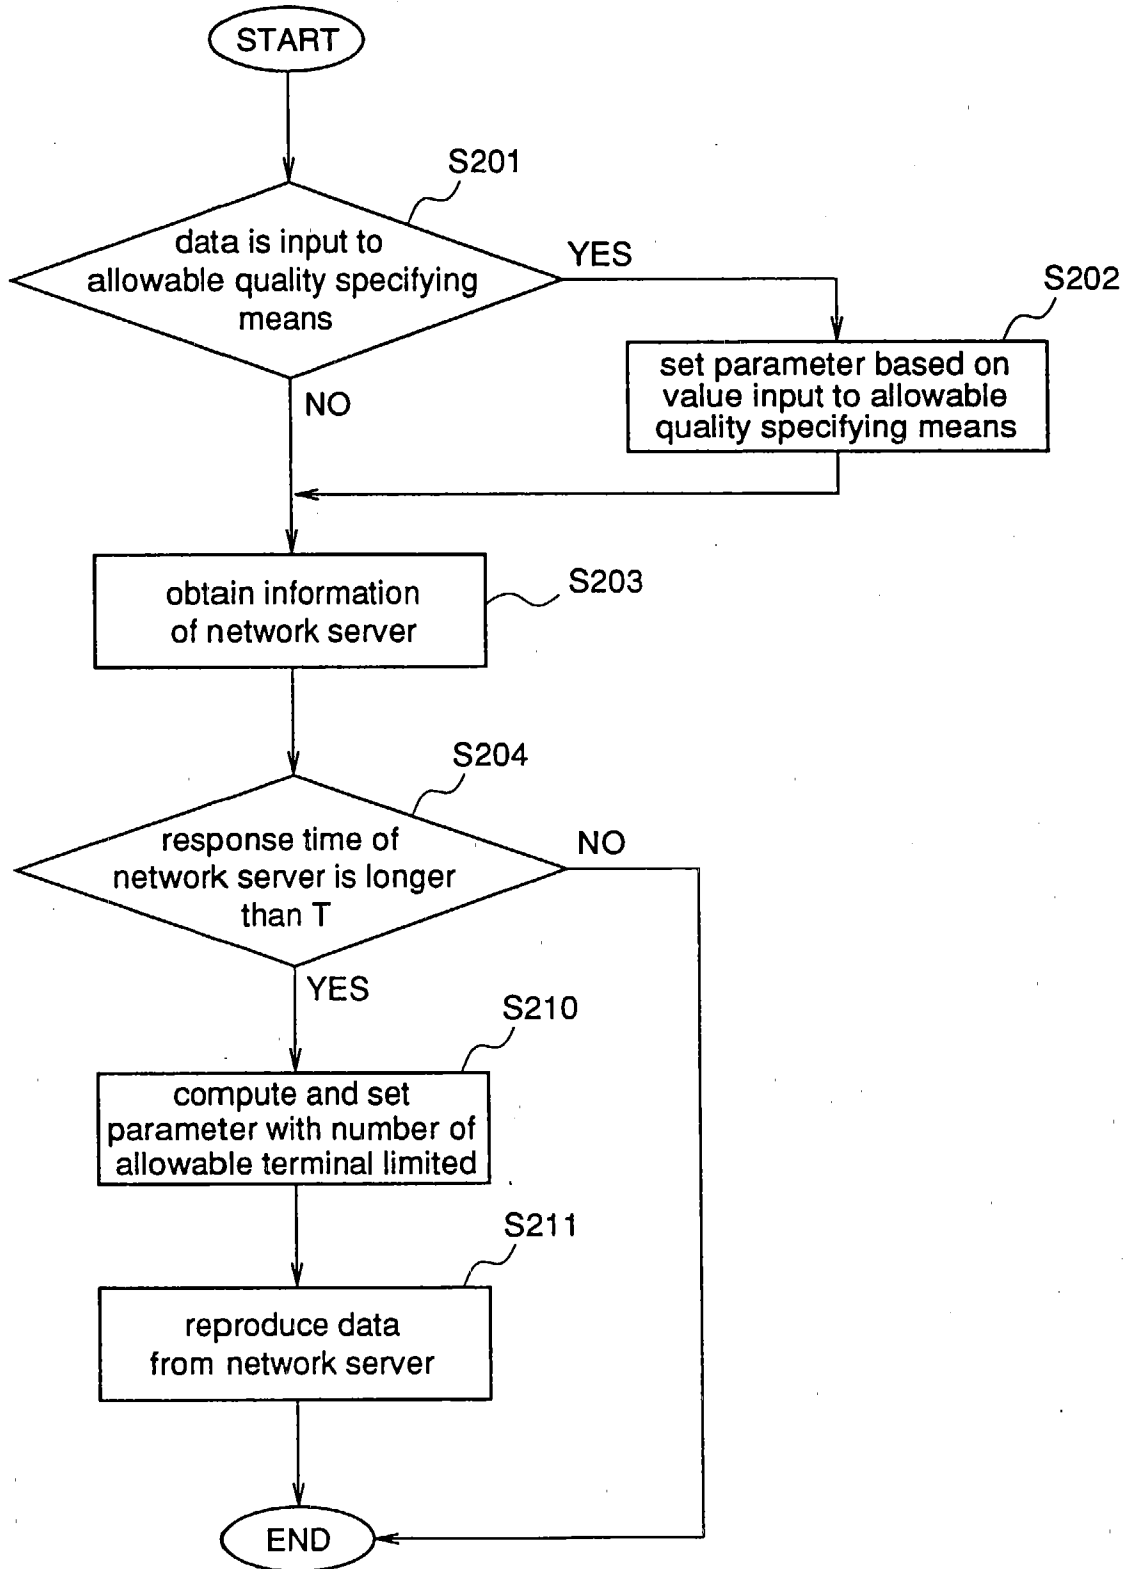 START
S201
data is input to
allowable quality specifying
means
YES
S202
set parameter based on
value input to allowable
quality specifying means
NO
obtain information
of network server
S203
S204
response time of
network server is longer
than T
NO
YES
S210
compute and set
parameter with number of
allowable terminal limited
S211
reproduce data
from network server
END